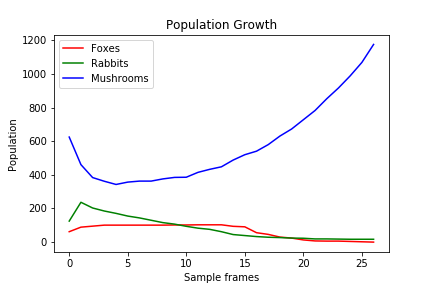 Population Growth
Foxes
Rabbits
Mushrooms
1200
1000
800
600
400
200
0
Population
0 5 10 15 20 25
Sample frames